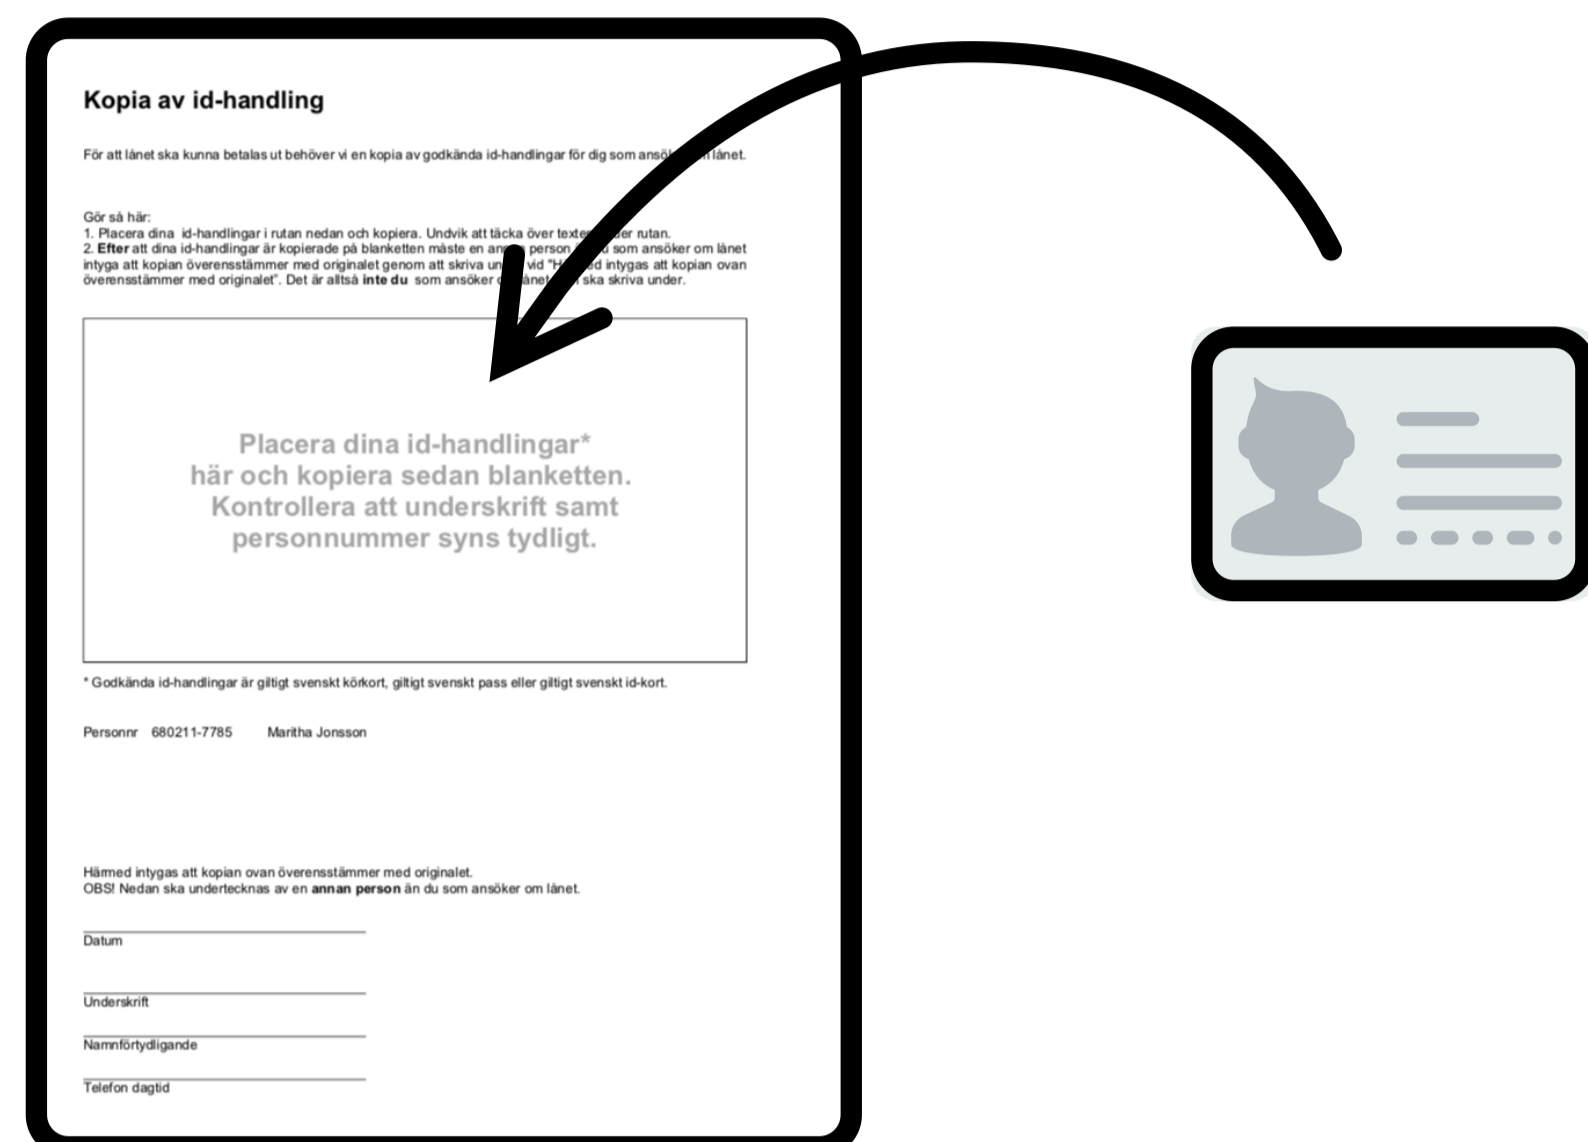 Kopia av id-handling
För att lånet ska kunna betalas ut behöver vi en kopia av godkända id-handlingar för dig som lånet.
Gör så här:
1. Placera dina id-handlingar i rutan nedan och kopiera. Undvik att täcka över rutan.
2. Efter att dina id-handlingar är kopierade på blanketten måste en person som ansöker om lånet
intyga att kopian överensstämmer med originalet genom att skriva vid intygas att kopian ovan
överensstämmer med originalet". Det är alltså inte du som ansöker ska skriva under.
Placera dina id-handlingar*
här och kopiera sedan blanketten.
Kontrollera att underskrift samt
personnummer syns tydligt.
* Godkända id-handlingar är giltigt svenskt körkort, giltigt svenskt pass eller giltigt svenskt id-kort.
Personnr 680211-7785 Maritha Jonsson
Härmed intygas att kopian ovan överensstämmer med originalet.
OBS! Nedan ska undertecknas av en annan person än du som ansöker om lånet.
Datum
Underskrift
Namnförtydligande
Telefon dagtid